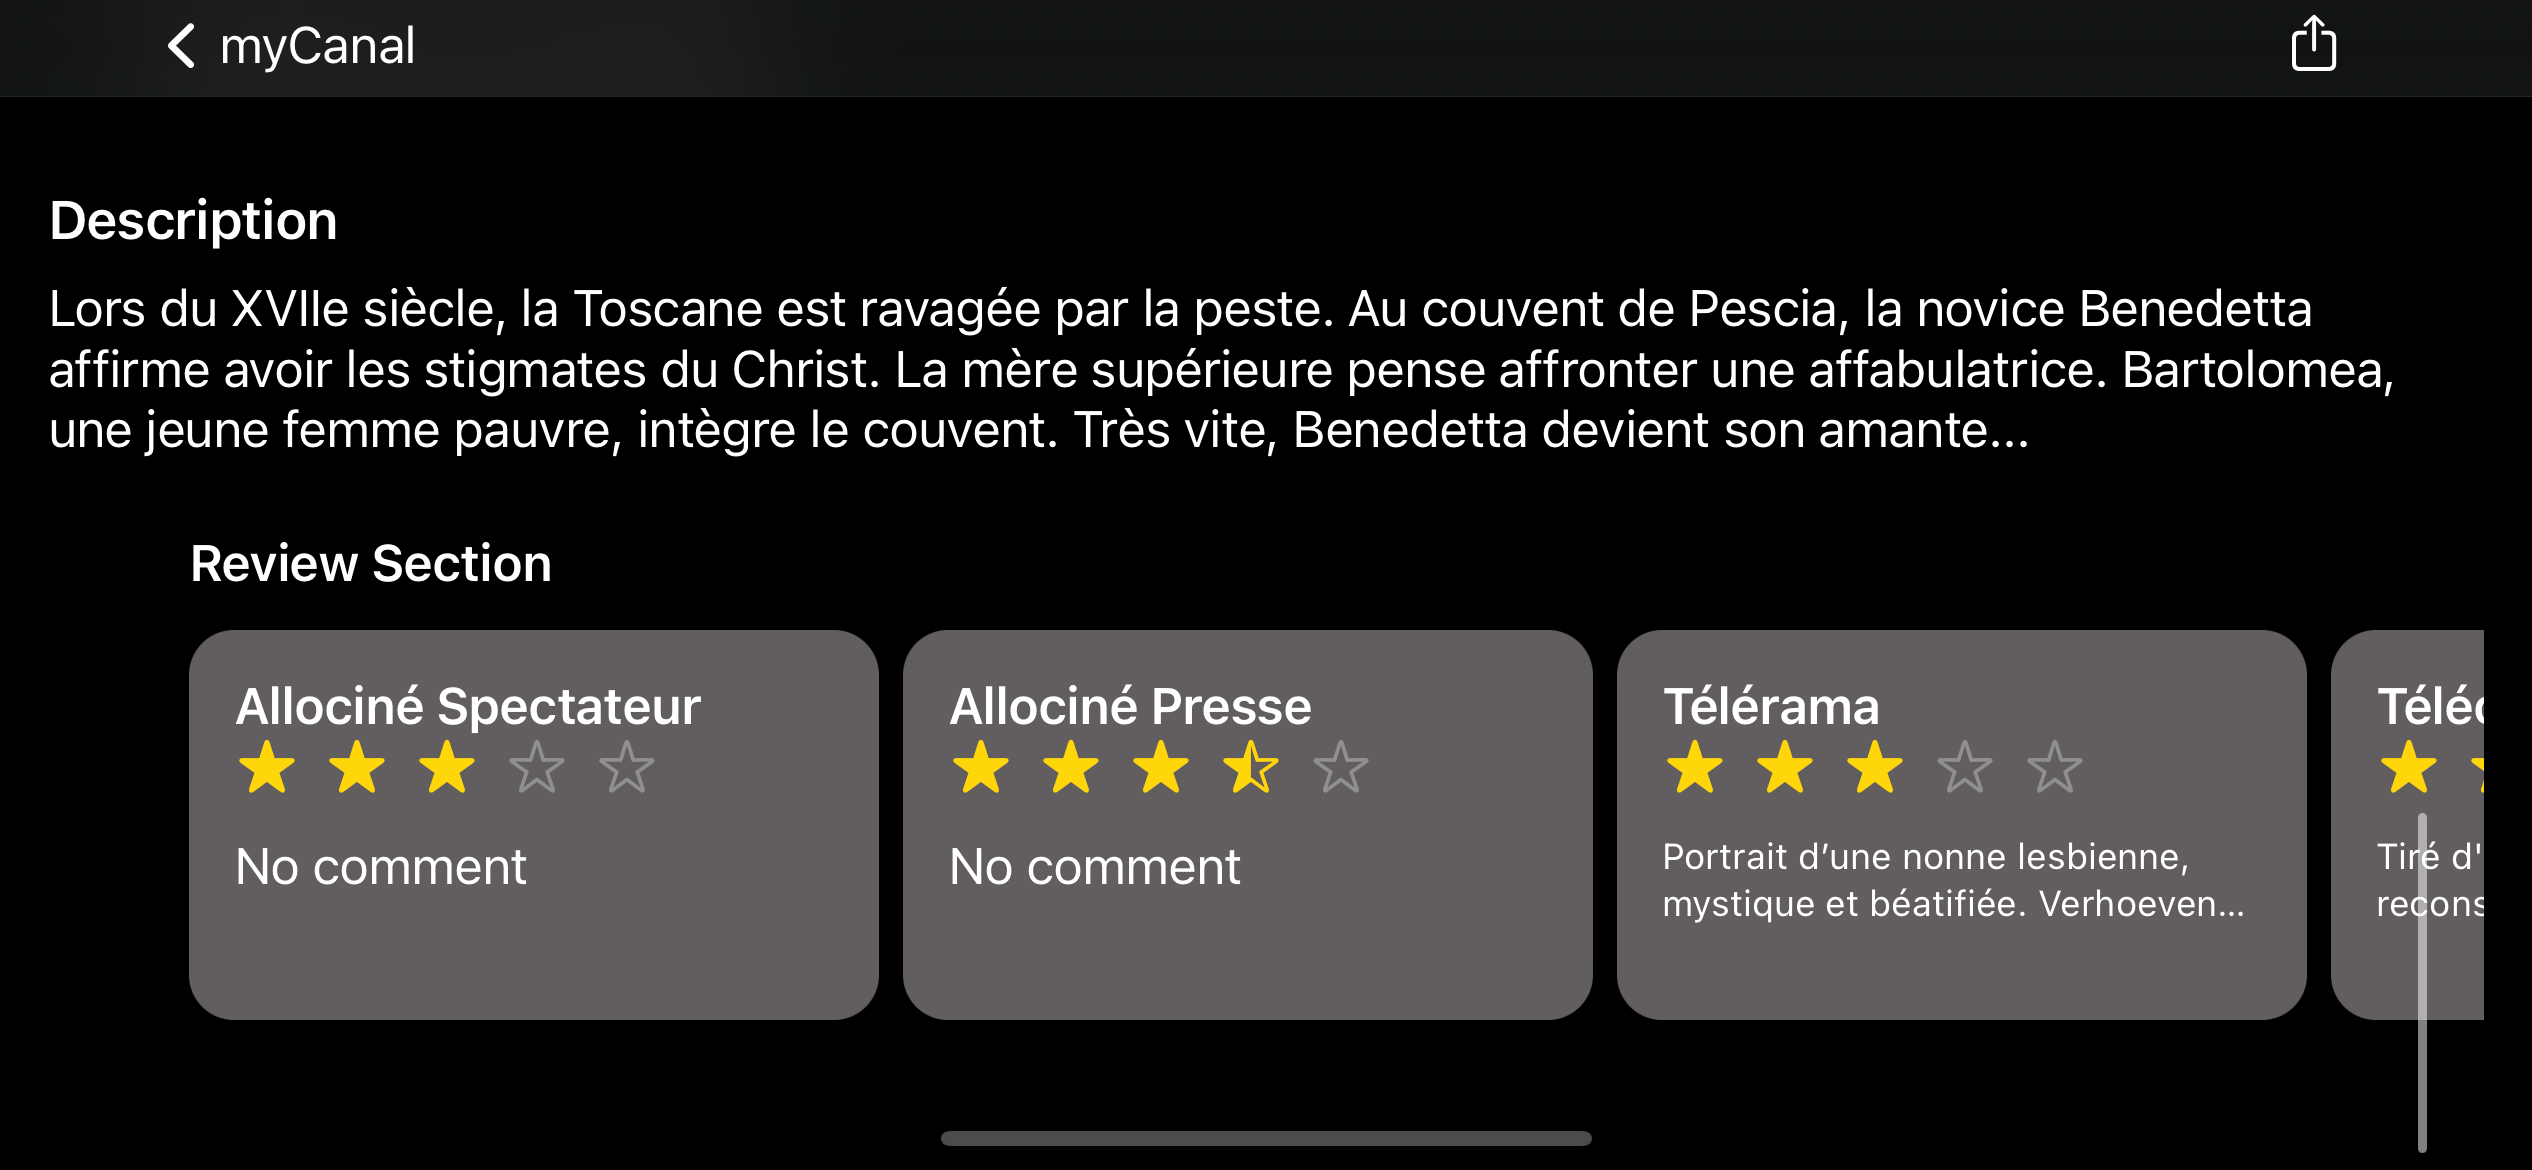 myCanal
Description
Lors du XVIIe siècle, la Toscane est ravagée par la peste. Au couvent de Pescia, la novice Benedetta
affirme avoir les stigmates du Christ. La mère supérieure pense affronter une affabulatrice. Bartolomea,
une jeune femme pauvre, intègre le couvent. Très vite, Benedetta devient son amante...
Review Section
Allociné Spectateur
No comment
Allociné Presse
No comment
Télérama
Portrait d’une nonne lesbienne,
mystique et béatifiée. Verhoeven...
Tiré d'